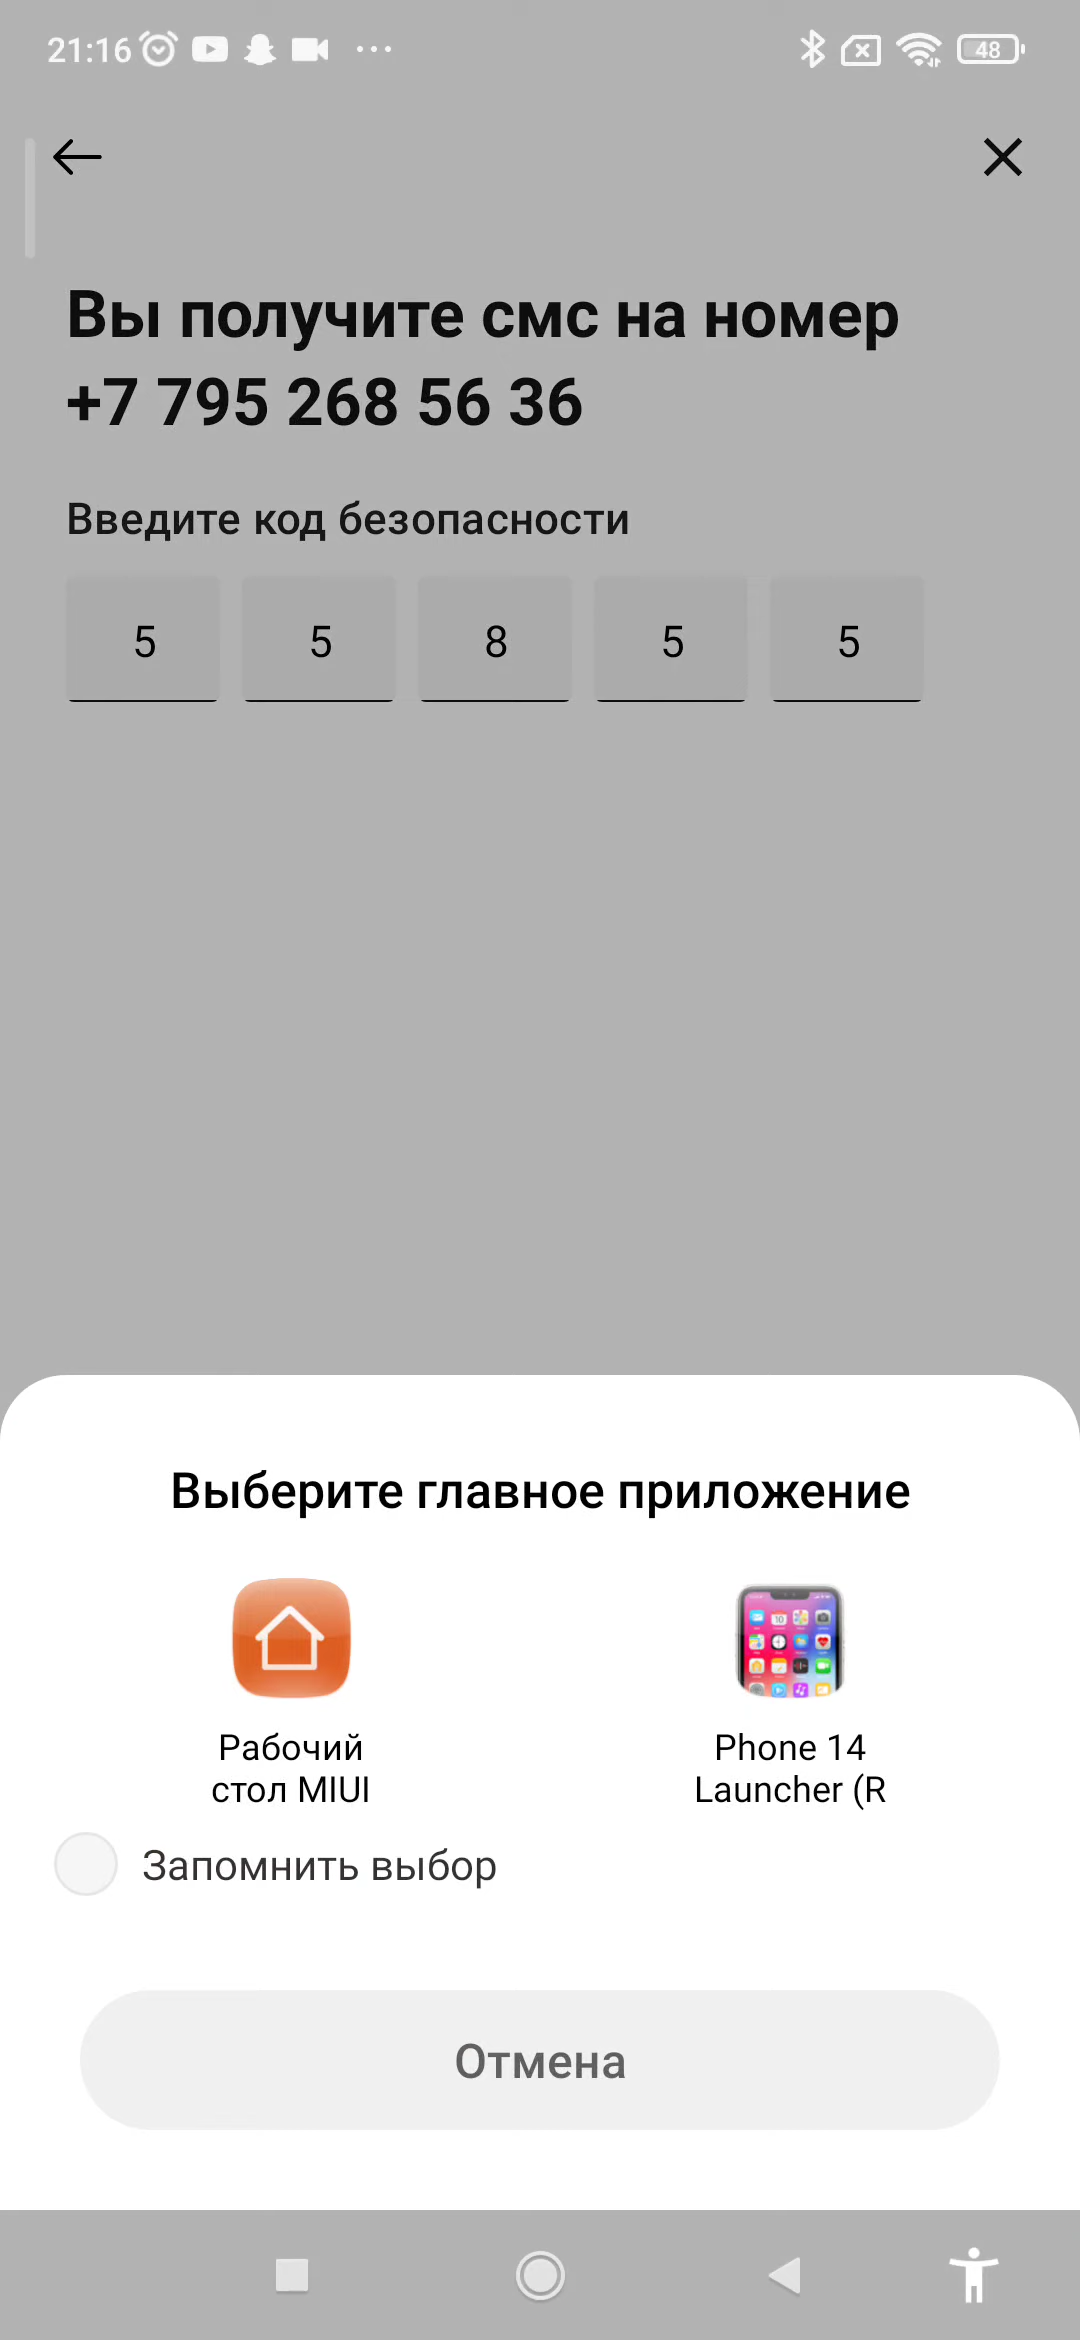 21:16
48
Вы получите смс на номер
+7 795 268 56 36
Введите код безопасности
5 5 8 5 5
Выберите главное приложение
Рабочий
стол MIUI
Phone 14
Launcher (R
Запомнить выбор
Отмена